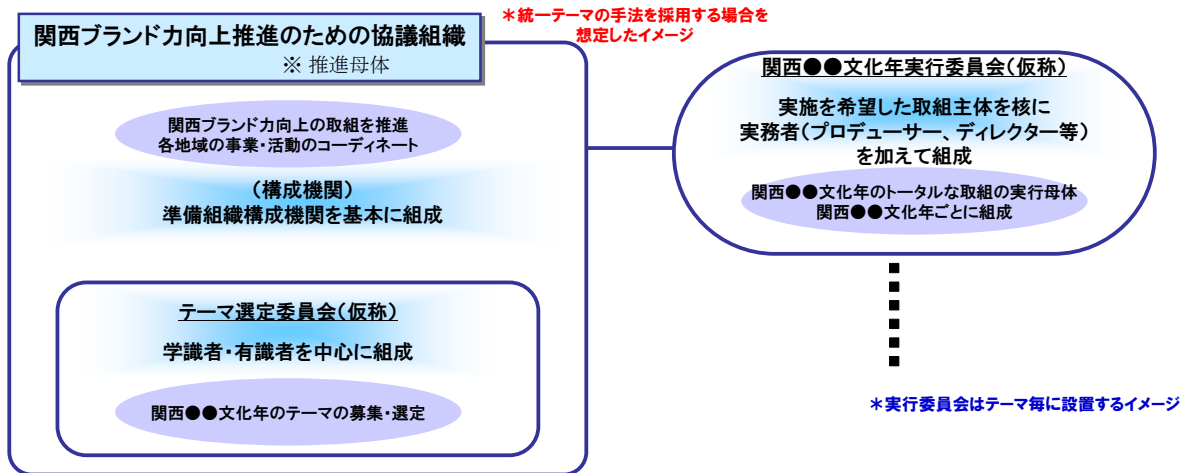 関西ブランド力向上推進のための協議組織
※ 推進母体
＊統一テーマの手法を採用する場合を
想定したイメージ
関西ブランド力向上の取組を推進
各地域の事業・活動のコーディネート
(構成機関)
準備組織構成機関を基本に組成
テーマ選定委員会(仮称)
学識者・有識者を中心に組成
関西●●文化年のテーマの募集・選定
関西●●文化年実行委員会(仮称)
実施を希望した取組主体を核に
実務者(プロデューサー、ディレクター等)
を加えて組成
関西●●文化年のトータルな取組の実行母体
関西●●文化年ごとに組成
＊実行委員会はテーマ毎に設置するイメージ